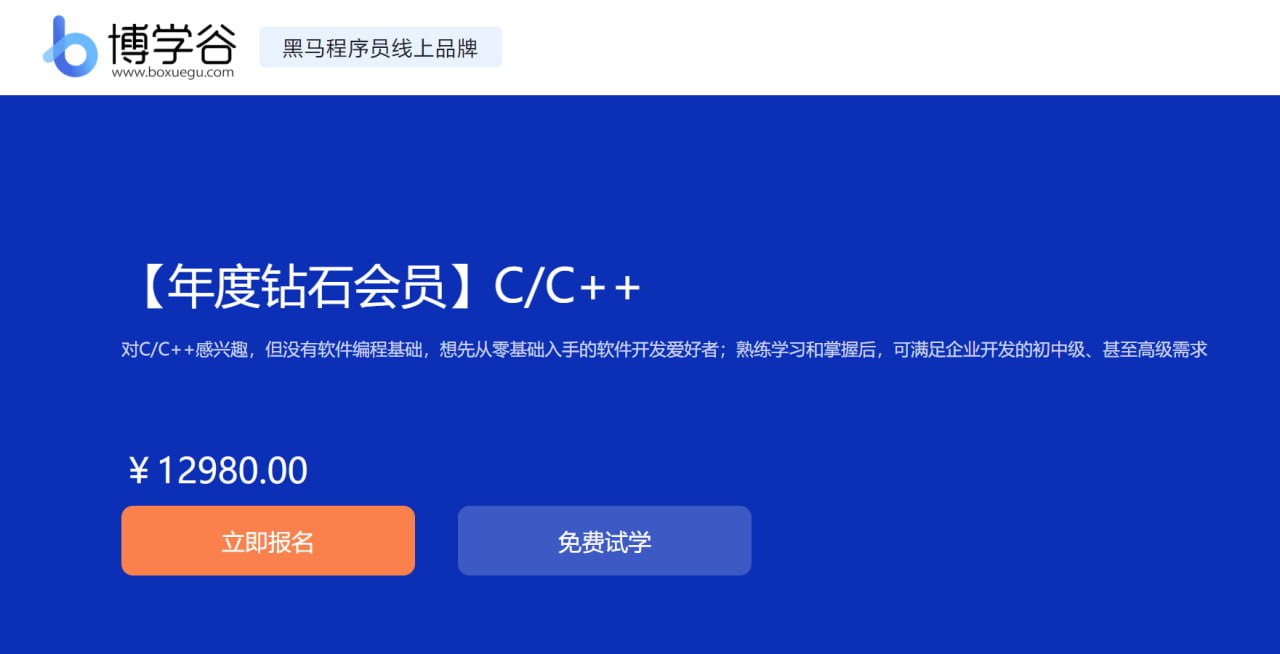 博学谷
www.boxuegu.com
黑马程序员线上品牌
【年度钻石会员】C/C++
对C/C++感兴趣，但没有软件编程基础，想先从零基础入手的软件开发爱好者；熟练学习和掌握后，可满足企业开发的初中级、甚至高级需求
￥12980.00
立即报名
免费试学